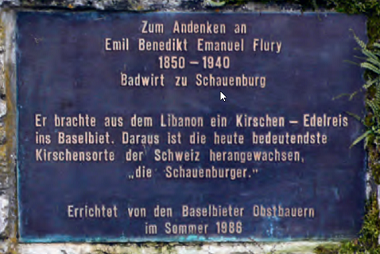 Zum Andenken an
Emil Benedikt Emanuel Flury
1850 – 1940
Badwirt zu Schauenburg
Er brachte aus dem Libanon ein Kirschen – Edelreis
ins Baselbiet. Daraus ist die heute bedeutendste
Kirschensorte der Schweiz herangewachsen,
„die Schauenburger."
Errichtet von den Baselbieter Obstbauern
im Sommer 1986